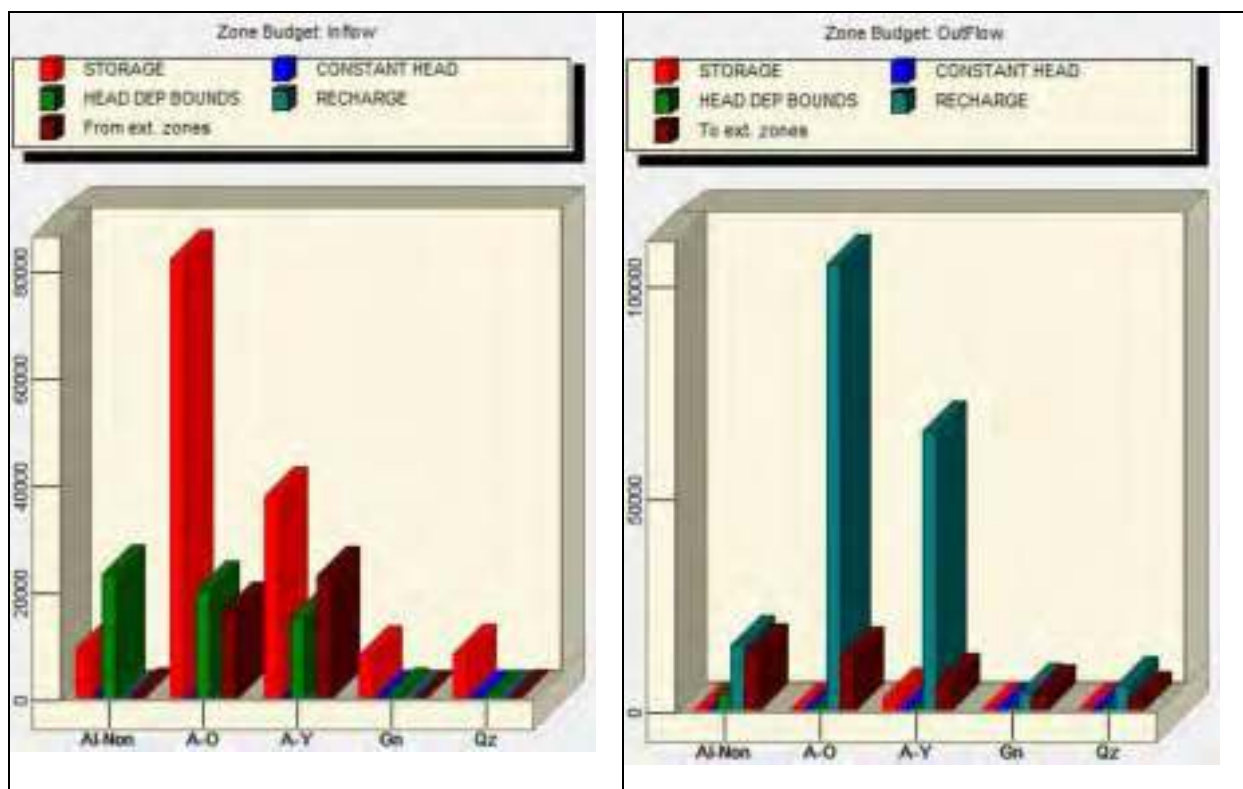 Zone Budget: Inflow
STORAGE CONSTANT HEAD
HEAD DEP BOUNDS RECHARGE
From ext. zones
80000
60000
40000
20000
0
Al-Non A-O A-Y Gn Qz
Zone Budget: OutFlow
STORAGE CONSTANT HEAD
HEAD DEP BOUNDS RECHARGE
To ext. zones
100000
50000
0
Al-Non A-O A-Y Gn Qz